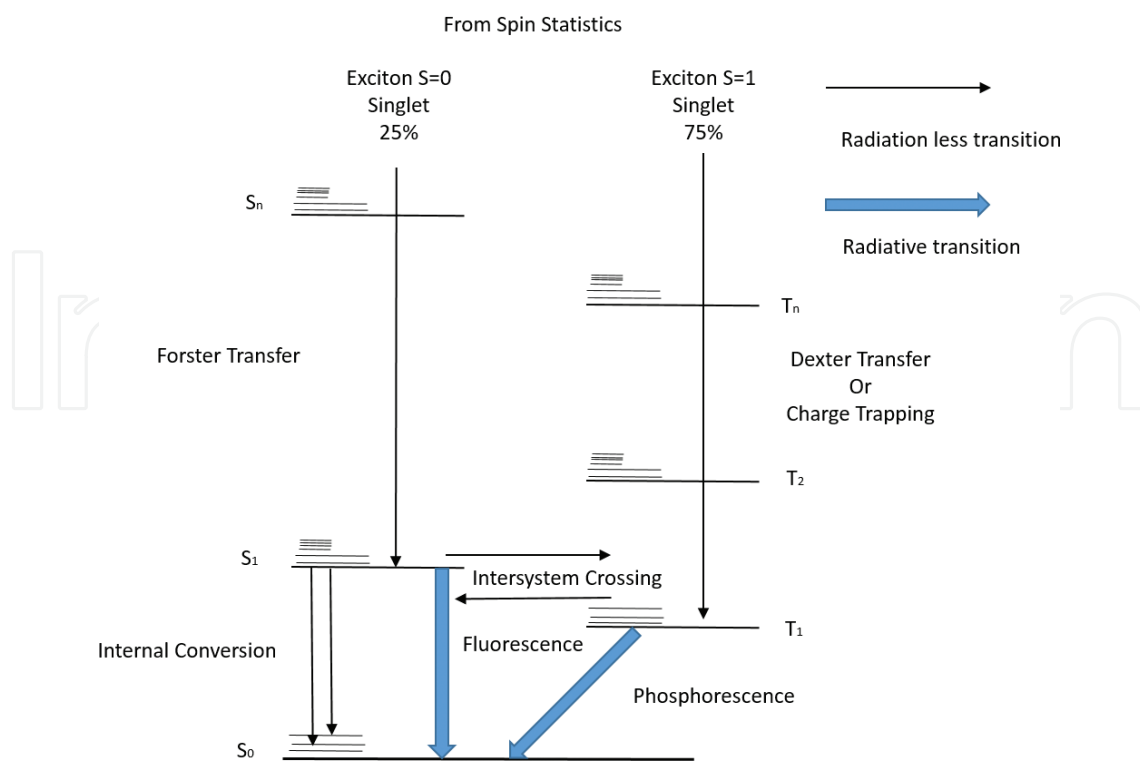 From Spin Statistics
Exciton S=0
Singlet
25%
Exciton S=1
Singlet
75%
Radiation less transition
Radiative transition
Sn
Tn
Forster Transfer
Dexter Transfer
Or
Charge Trapping
T2
S1
Intersystem Crossing
T1
Internal Conversion
Fluorescence
Phosphorescence
S0